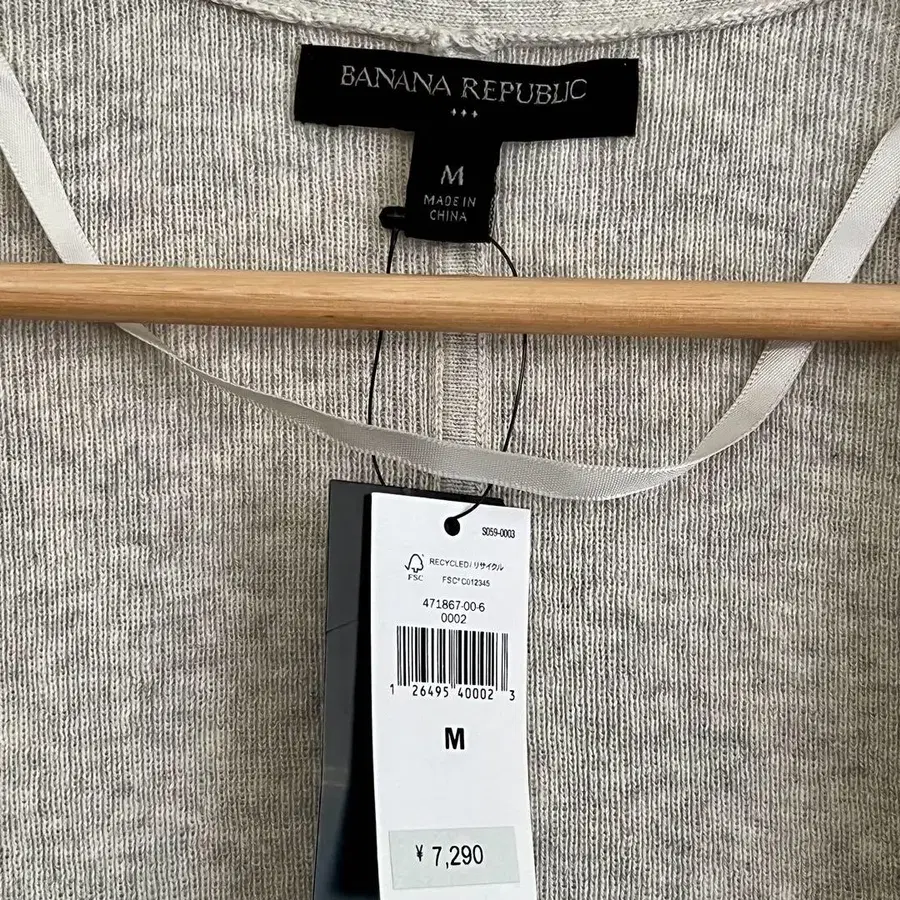 BANANA REPUBLIC
M
MADE IN
CHINA
S059-0003
RECYCLED/リサイクル
FSC
FSC® C012345
471867-00-6
0002
1 26495 40002 3
M
¥ 7,290